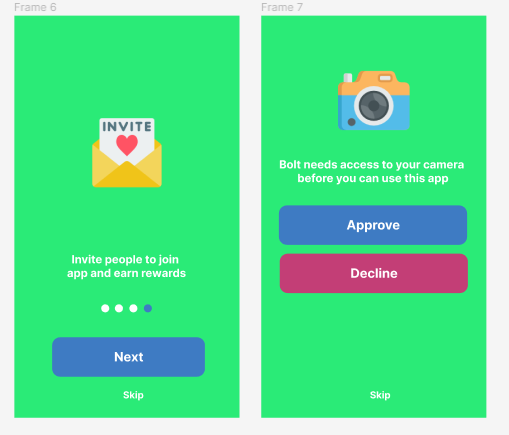 Frame 6
INVITE
Invite people to join
app and earn rewards
Next
Skip
Frame 7
Bolt needs access to your camera
before you can use this app
Approve
Decline
Skip